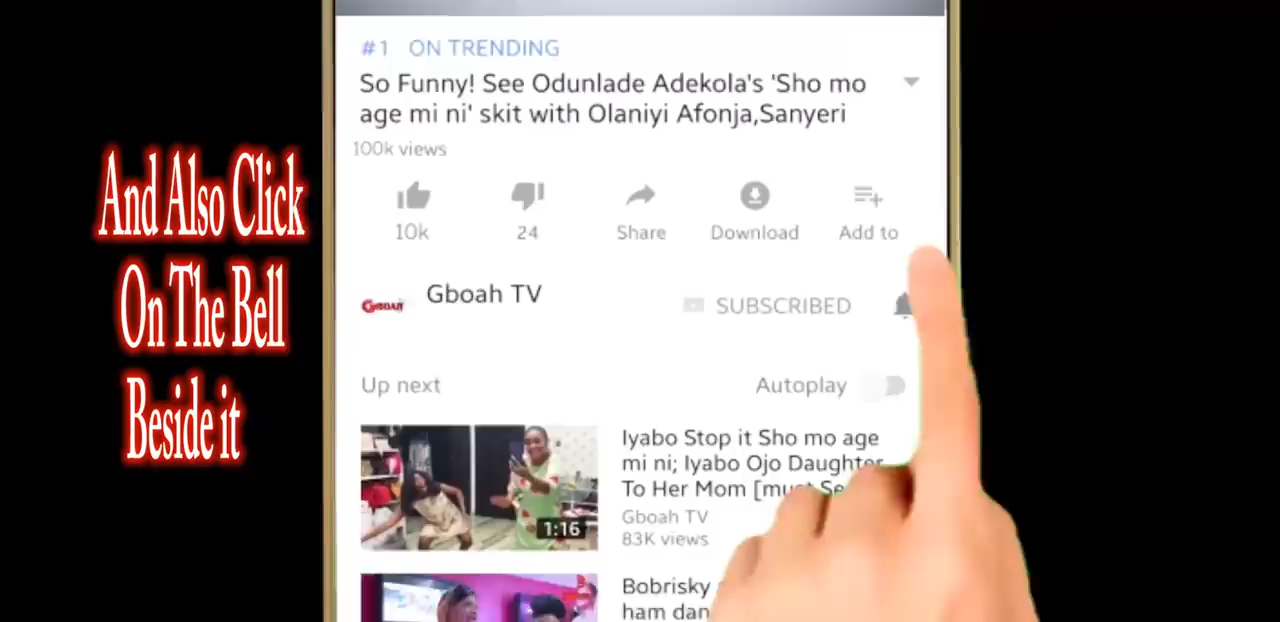 #1 ON TRENDING
So Funny! See Odunlade Adekola's 'Sho mo
age mi ni' skit with Olaniyi Afonja,Sanyeri
100k views
10k
24
Share
Download
Add to
GBOAH
Gboah TV
SUBSCRIBED
And Also Click
On The Bell
Beside it
Up next
Autoplay
1:16
Iyabo Stop it Sho mo age
mi ni; Iyabo Ojo Daughter
To Her Mom
Gboah TV
83K views
Bobrisky